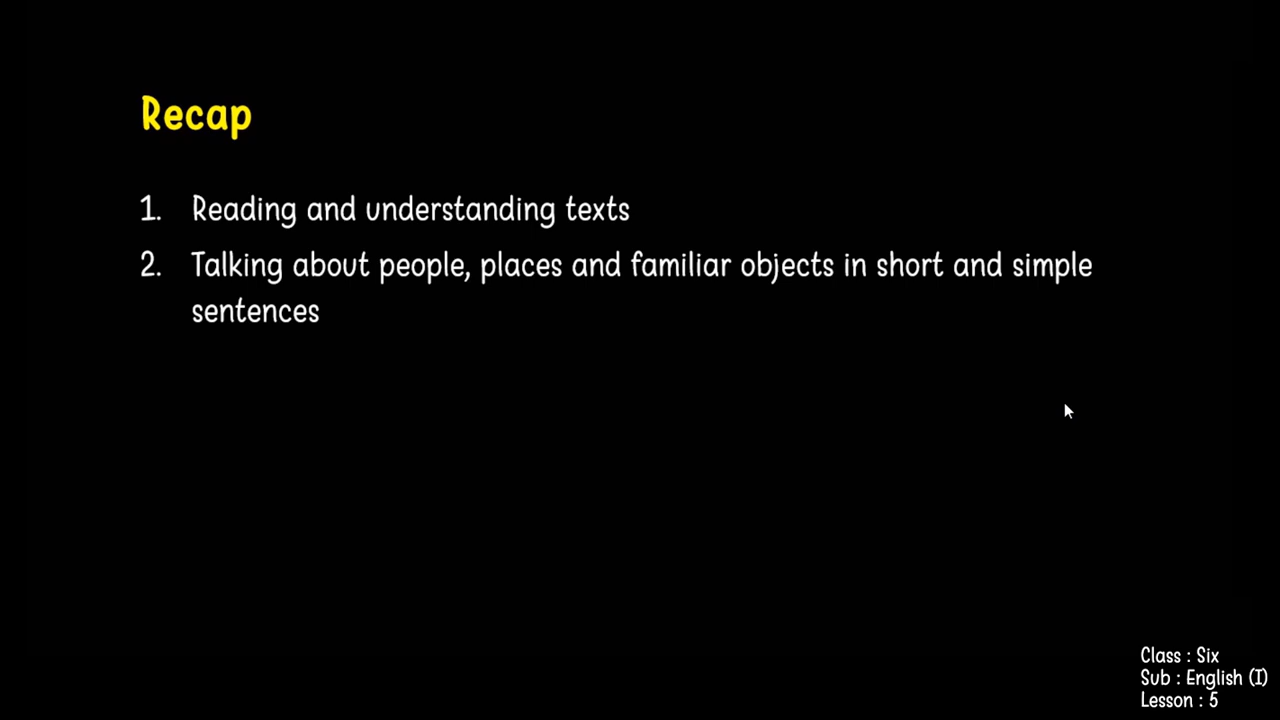 Recap
1. Reading and understanding texts
2. Talking about people, places and familiar objects in short and simple
sentences
Class : Six
Sub : English (I)
Lesson : 5